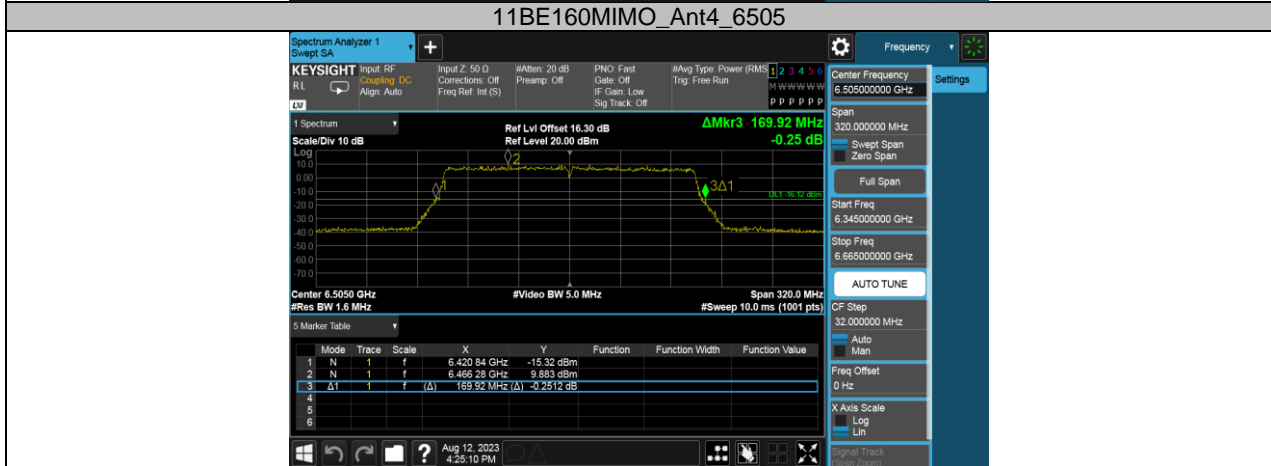 11BE160MIMO_Ant4_6505
Spectrum Analyzer 1
Swept SA
+
Frequency
KEYSIGHT
RL
LXI
Input: RF
Coupling: DC
Align: Auto
Input Z: 50 Ω
Corrections: Off
Freq Ref: Int (S)
#Atten: 20 dB
Preamp: Off
PNO: Fast
Gate: Off
IF Gain: Low
Sig Track: Off
#Avg Type: Power (RMS
Trig: Free Run
1 2 3 4 5 6
M W W W W W
P P P P P P
Center Frequency
6.505000000 GHz
Settings
1 Spectrum
Scale/Div 10 dB
Ref Lvl Offset 16.30 dB
Ref Level 20.00 dBm
ΔMkr3 169.92 MHz
-0.25 dB
Log
10.0
0.00
-10.0
-20.0
-30.0
-40.0
-50.0
-60.0
-70.0
1
2
3Δ1
DL1 -16.12 dBm
Center 6.5050 GHz
#Res BW 1.6 MHz
#Video BW 5.0 MHz
Span 320.0 MHz
#Sweep 10.0 ms (1001 pts)
Span
320.000000 MHz
Swept Span
Zero Span
Full Span
Start Freq
6.345000000 GHz
Stop Freq
6.665000000 GHz
AUTO TUNE
CF Step
32.000000 MHz
Auto
Man
Freq Offset
0 Hz
X Axis Scale
Log
Lin
Signal Track
(Span Zoom)
5 Marker Table
Mode Trace Scale X Y Function Function Width Function Value
1 N 1 f 6.420 84 GHz -15.32 dBm
2 N 1 f 6.466 28 GHz 9.883 dBm
3 Δ1 1 f (Δ) 169.92 MHz (Δ) -0.2512 dB
4
5
6
?
Aug 12, 2023
4:25:10 PM